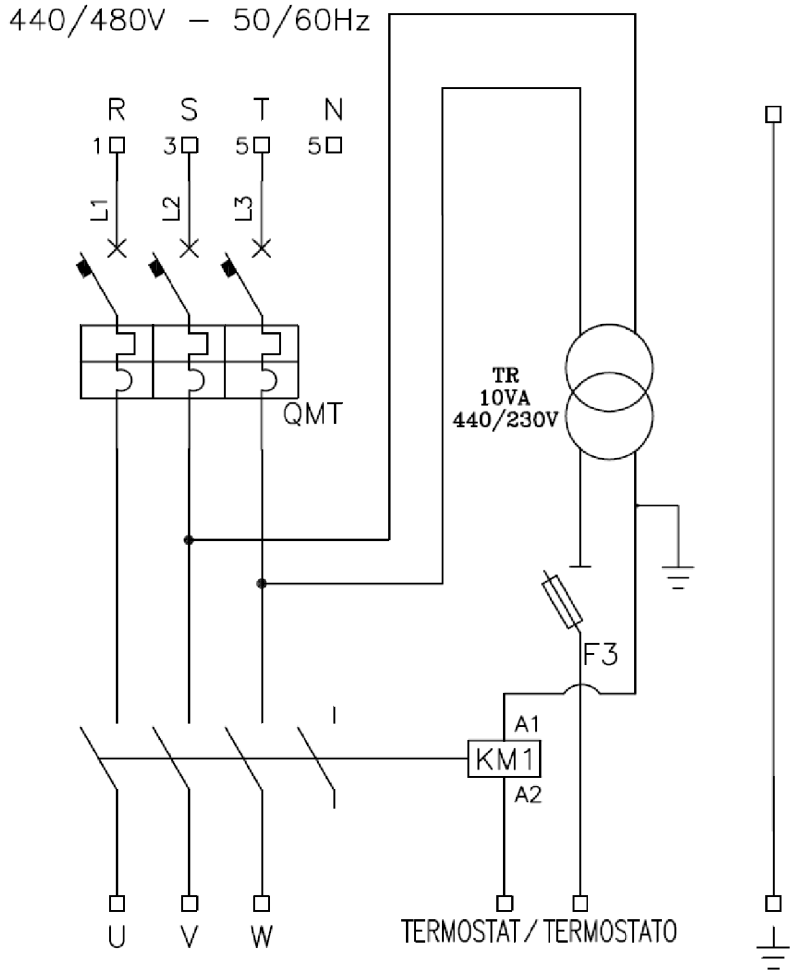 440/480V – 50/60Hz
R S T N
1 3 5 5
L1 L2 L3
TR
10VA
440/230V
QMT
F3
A1
KM1
A2
U V W
TERMOSTAT/TERMOSTATO